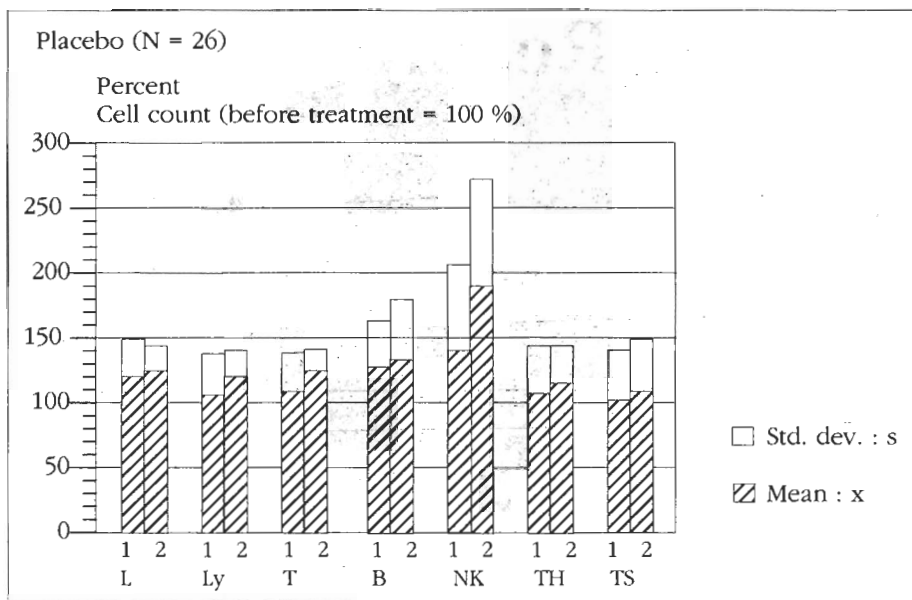 Placebo (N = 26)
Percent
Cell count (before treatment = 100 %)
300
250
200
150
100
50
0
1 2 1 2 1 2 1 2 1 2 1 2 1 2
L Ly T B NK TH TS
Std. dev. : s
Mean : x